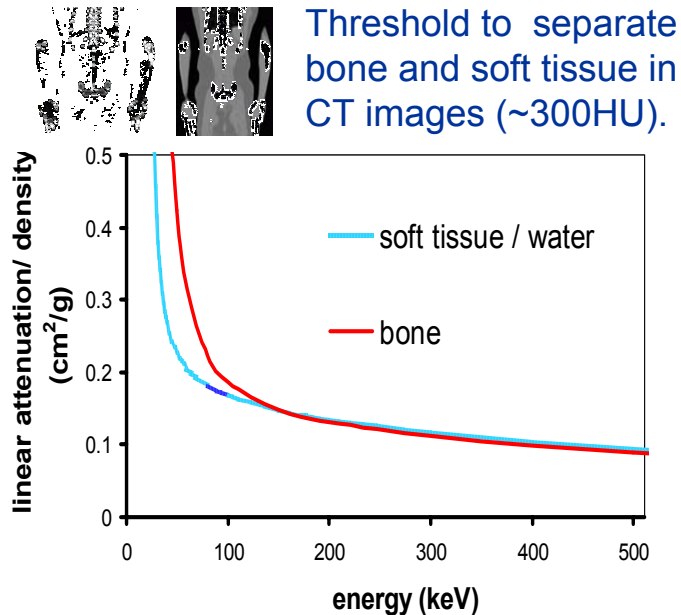 Threshold to separate
bone and soft tissue in
CT images (~300HU).
0.5
0.4
0.3
0.2
0.1
0
linear attenuation/ density
(cm²/g)
soft tissue / water
bone
0 100 200 300 400 500
energy (keV)